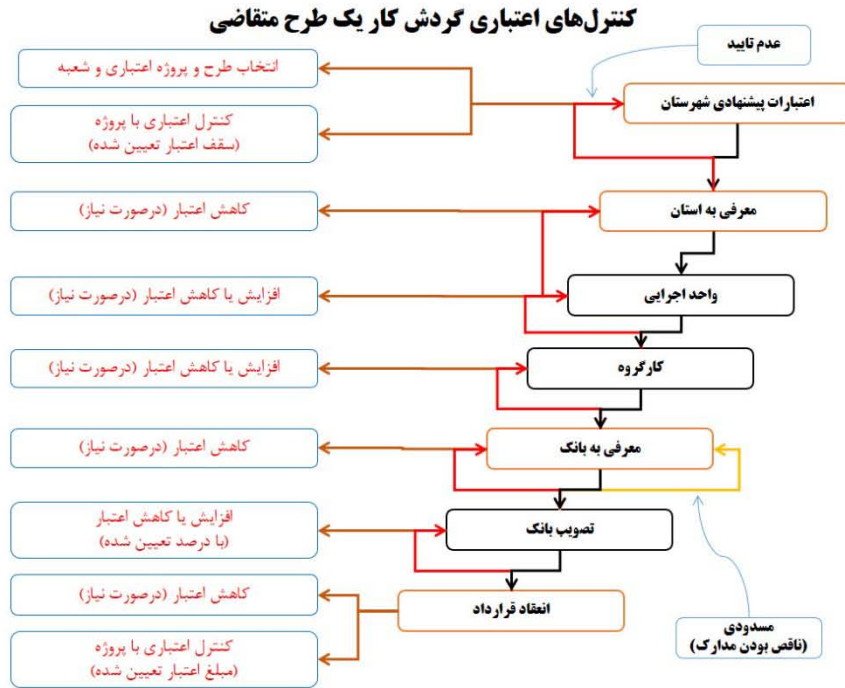 کنترل‌های اعتباری گردش کار یک طرح متقاضی
عدم تایید
اعتبارات پیشنهادی شهرستان
انتخاب طرح و پروژه اعتباری و شعبه
کنترل اعتباری با پروژه
(سقف اعتبار تعیین شده)
معرفی به استان
کاهش اعتبار (درصورت نیاز)
واحد اجرایی
افزایش یا کاهش اعتبار (درصورت نیاز)
کارگروه
افزایش یا کاهش اعتبار (درصورت نیاز)
معرفی به بانک
کاهش اعتبار (درصورت نیاز)
تصویب بانک
افزایش یا کاهش اعتبار
(با درصد تعیین شده)
انعقاد قرارداد
کاهش اعتبار (درصورت نیاز)
کنترل اعتباری با پروژه
(مبلغ اعتبار تعیین شده)
مسدودی
(ناقص بودن مدارک)